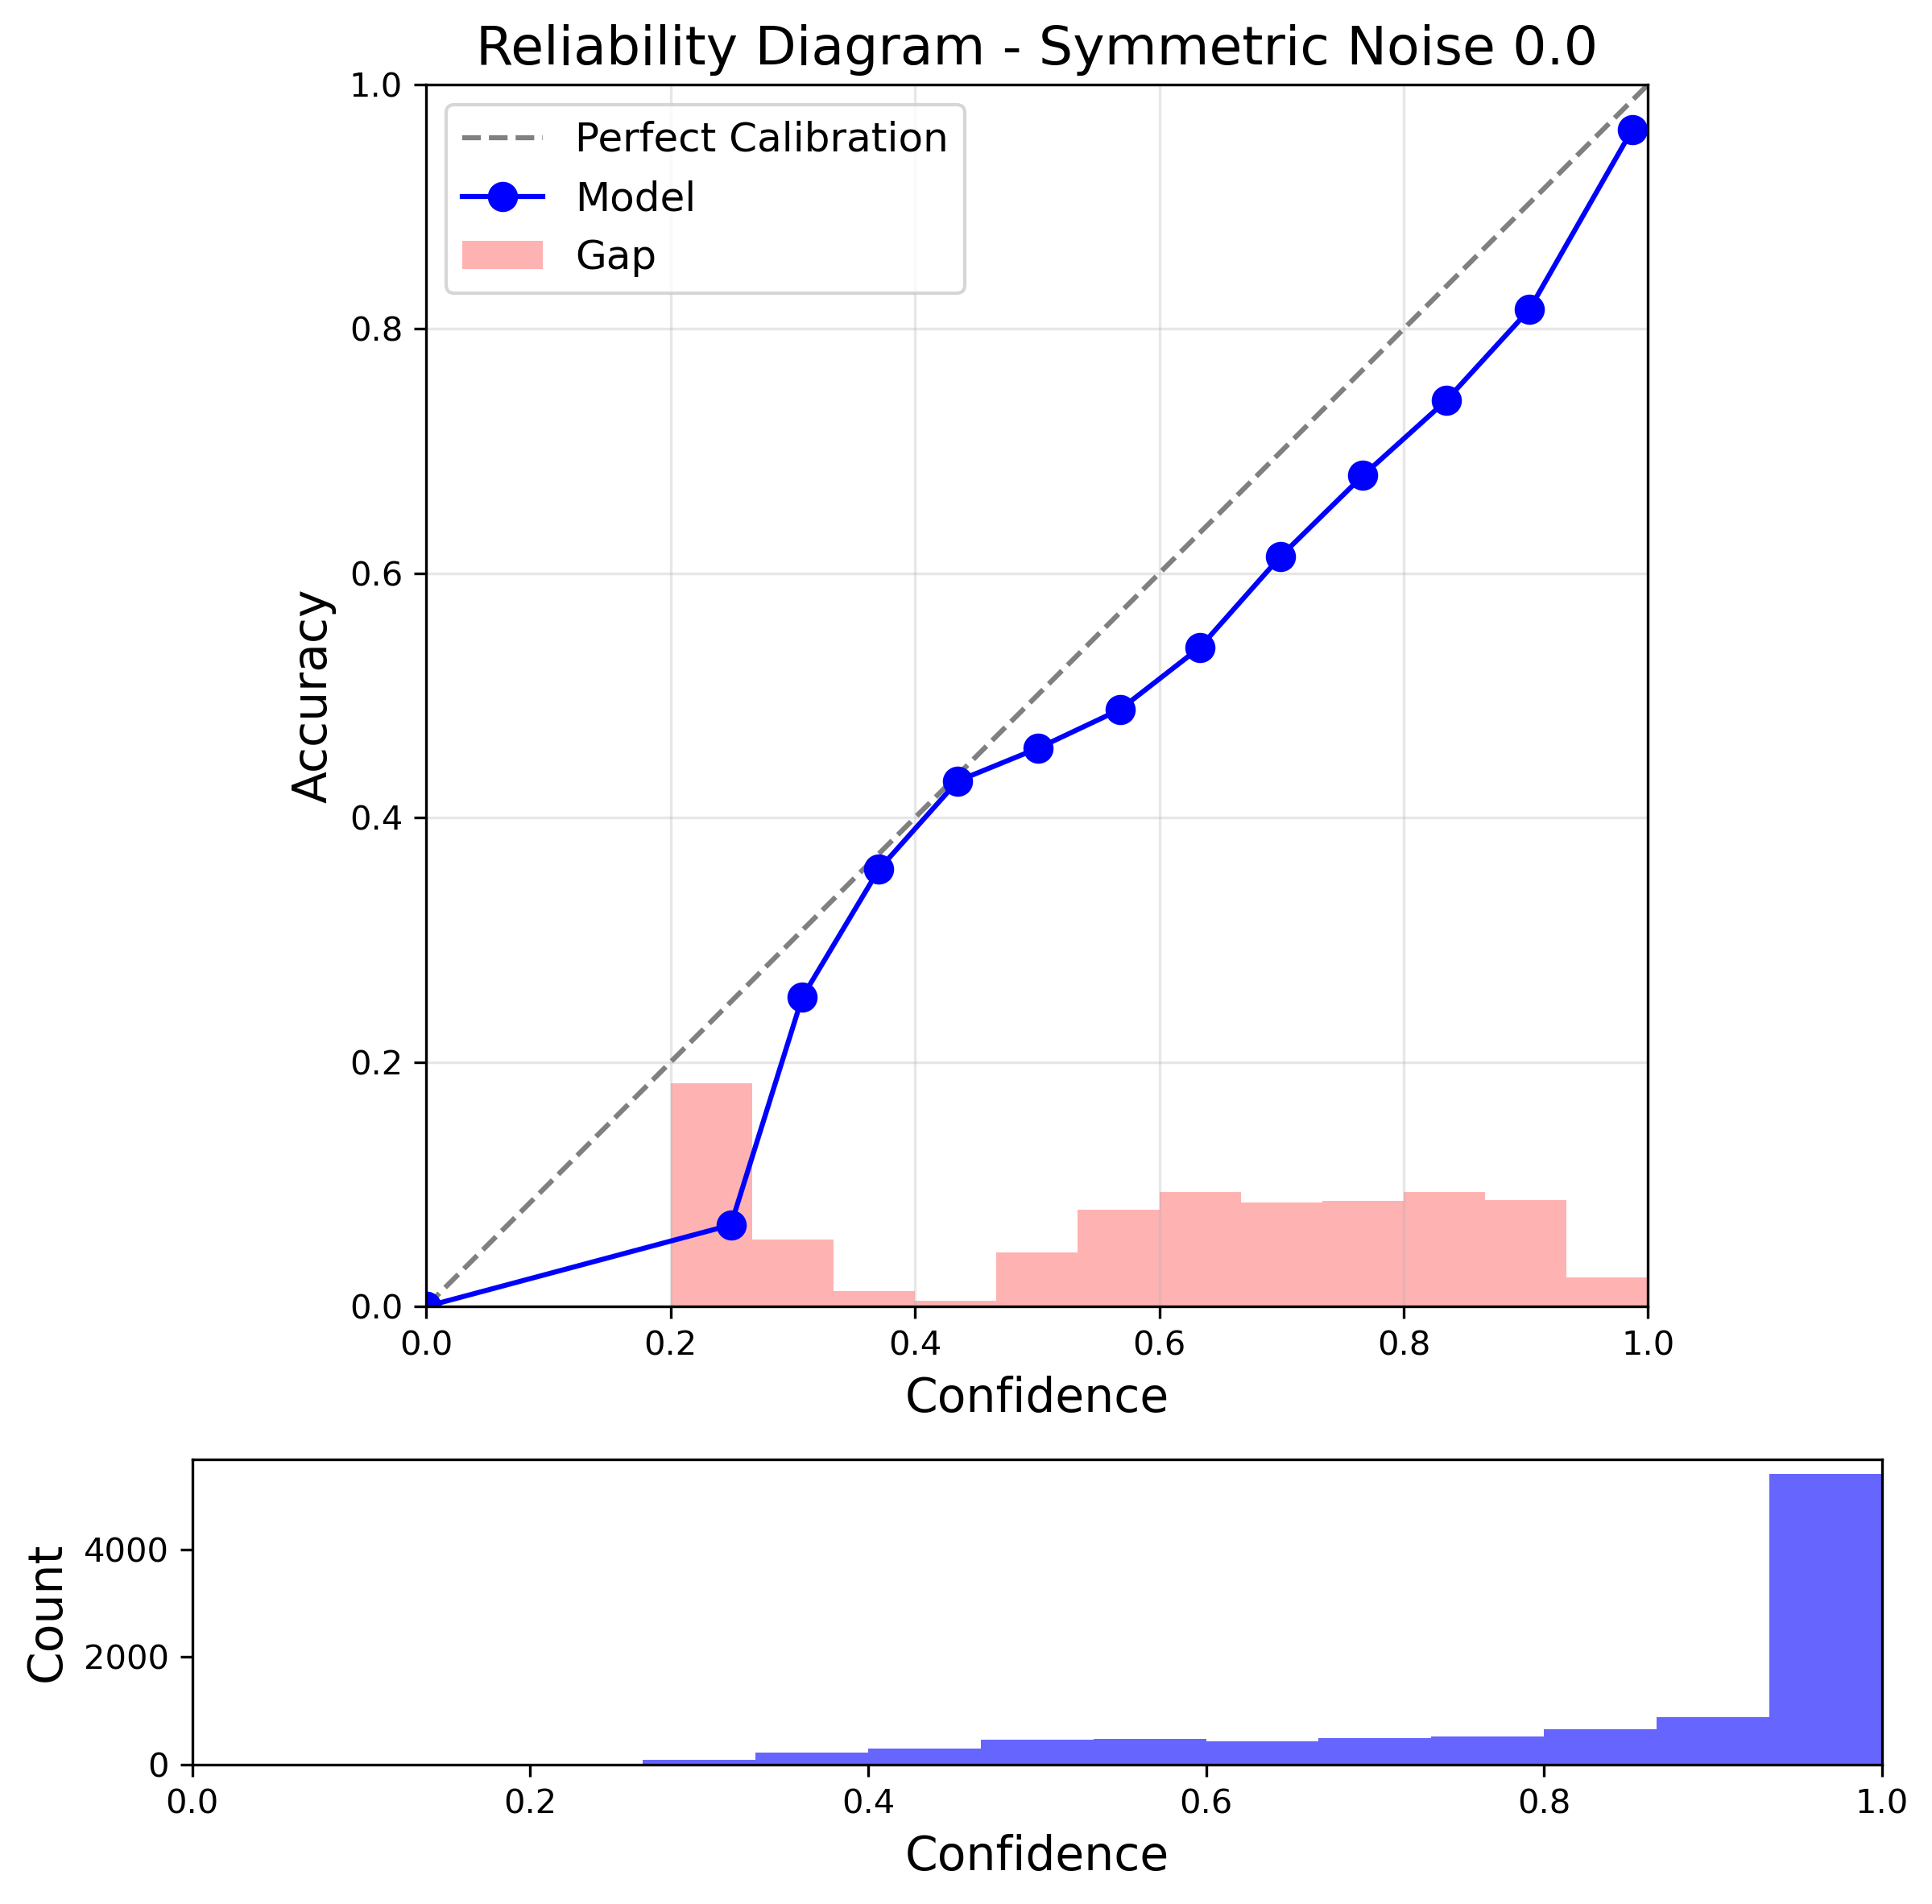 Reliability Diagram - Symmetric Noise 0.0
1.0
0.8
0.6
0.4
0.2
0.0
Accuracy
Perfect Calibration
Model
Gap
0.0 0.2 0.4 0.6 0.8 1.0
Confidence
4000
2000
0
Count
0.0 0.2 0.4 0.6 0.8 1.0
Confidence